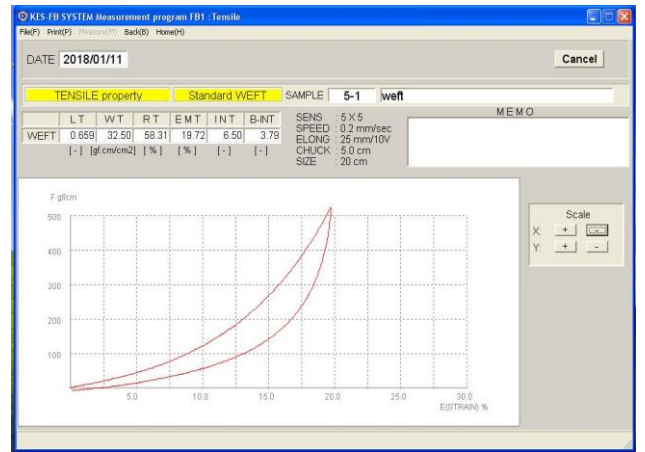 KES-FB SYSTEM Measurement program FB1 : Tensile
File(F) Print(P) Measure(M) Back(B) Home(H)
DATE 2018/01/11 Cancel
TENSILE property Standard WEFT SAMPLE 5-1 weft
LT WT RT EMT INT B-INT
WEFT 0.659 32.50 58.31 19.72 6.50 3.79
[-] [gf.cm/cm2] [%] [%] [-] [-]
SENS : 5 X 5
SPEED : 0.2 mm/sec
ELONG : 25 mm/10V
CHUCK : 5.0 cm
SIZE : 20 cm
MEMO
F gf/cm
500
400
300
200
100
5.0 10.0 15.0 20.0 25.0 30.0
E(STRAIN) %
Scale
X: + -
Y: + -